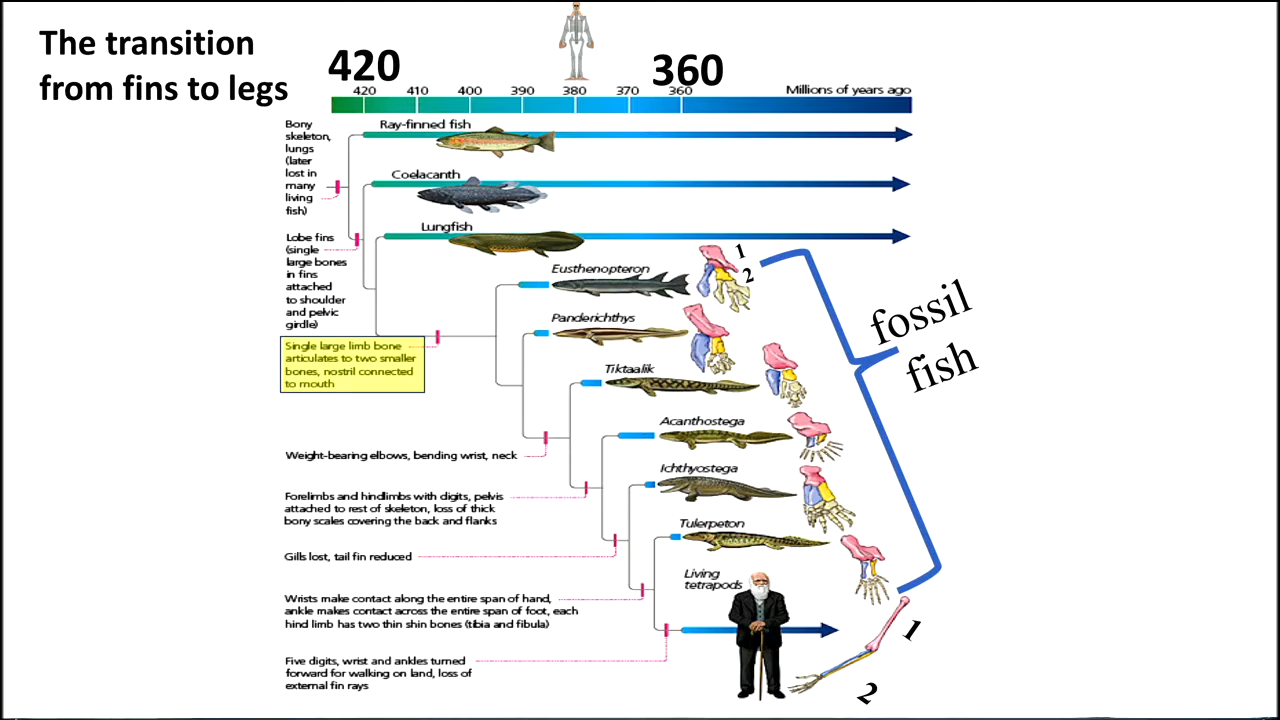 The transition
from fins to legs
420
360
420 410 400 390 380 370 360 Millions of years ago
Bony
skeleton,
lungs
(later
lost in
many
living
fish)
Ray-finned fish
Coelacanth
Lobe fins
(single
large bones
in fins
attached
to shoulder
and pelvic
girdle)
Lungfish
Eusthenopteron
1
2
Panderichthys
fossil
fish
Single large limb bone
articulates to two smaller
bones, nostril connected
to mouth
Tiktaalik
Acanthostega
Weight-bearing elbows, bending wrist, neck
Ichthyostega
Forelimbs and hindlimbs with digits, pelvis
attached to rest of skeleton, loss of thick
bony scales covering the back and flanks
Tulerpeton
Gills lost, tail fin reduced
Living
tetrapods
Wrists make contact along the entire span of hand,
ankle makes contact across the entire span of foot, each
hind limb has two thin shin bones (tibia and fibula)
1
Five digits, wrist and ankles turned
forward for walking on land, loss of
external fin rays
2